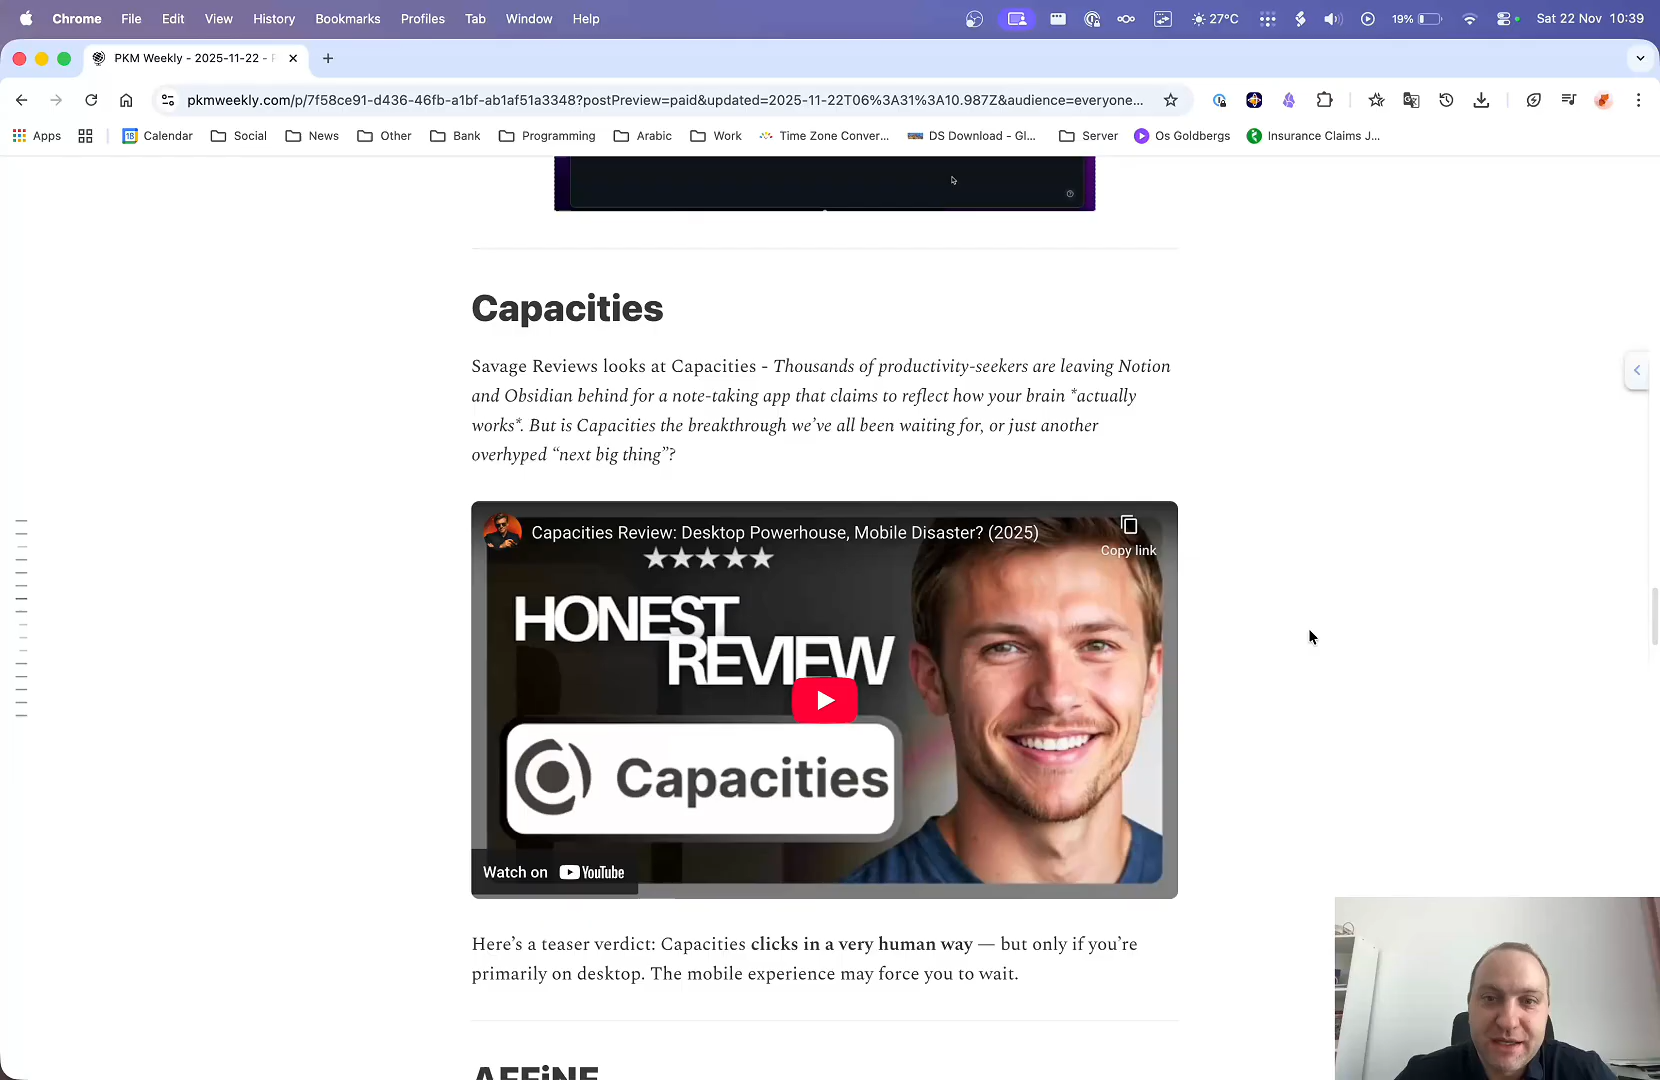 Chrome File Edit View History Bookmarks Profiles Tab Window Help 27°C 19% Sat 22 Nov 10:39
PKM Weekly - 2025-11-22 -
pkmweekly.com/p/7f58ce91-d436-46fb-a1bf-ab1af51a3348?postPreview=paid&updated=2025-11-22T06%3A31%3A10.987Z&audience=everyone...
Apps Calendar Social News Other Bank Programming Arabic Work Time Zone Conver... DS Download - Gl... Server Os Goldbergs Insurance Claims J...
Capacities
Savage Reviews looks at Capacities - Thousands of productivity-seekers are leaving Notion
and Obsidian behind for a note-taking app that claims to reflect how your brain *actually
works*. But is Capacities the breakthrough we’ve all been waiting for, or just another
overhyped “next big thing”?
Capacities Review: Desktop Powerhouse, Mobile Disaster? (2025)
Copy link
HONEST
REVIEW
Capacities
Watch on YouTube
Here’s a teaser verdict: Capacities clicks in a very human way — but only if you’re
primarily on desktop. The mobile experience may force you to wait.
AFFiNE